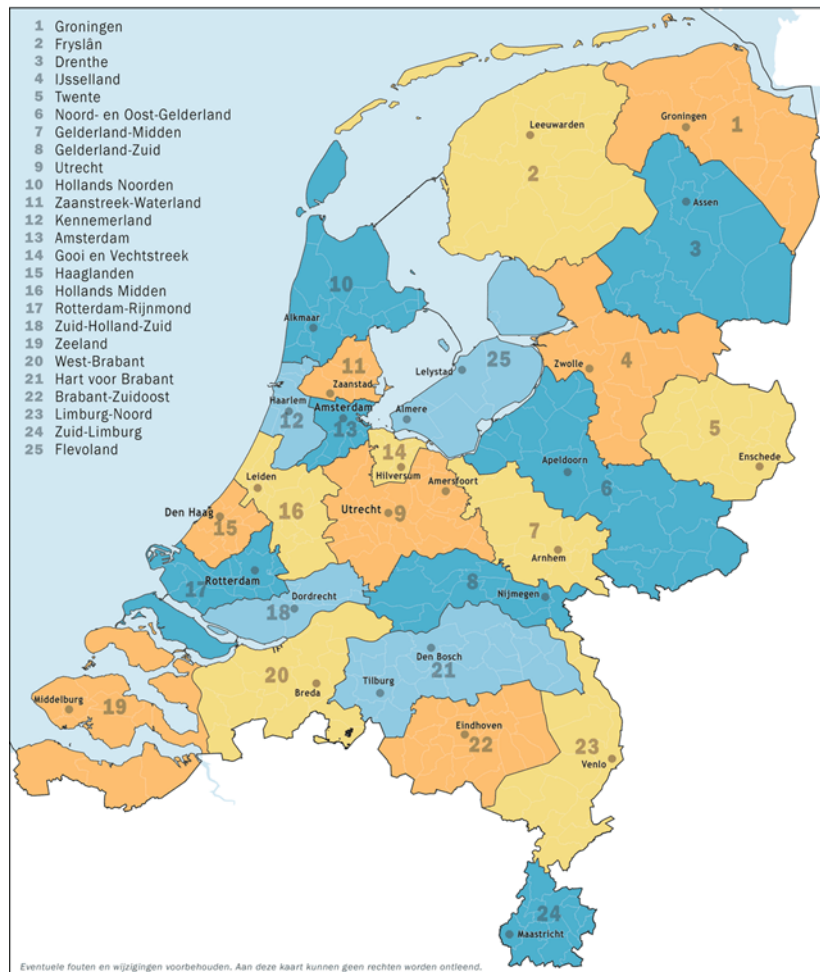 1 Groningen
2 Fryslân
3 Drenthe
4 IJsselland
5 Twente
6 Noord- en Oost-Gelderland
7 Gelderland-Midden
8 Gelderland-Zuid
9 Utrecht
10 Hollands Noorden
11 Zaanstreek-Waterland
12 Kennemerland
13 Amsterdam
14 Gooi en Vechtstreek
15 Haaglanden
16 Hollands Midden
17 Rotterdam-Rijnmond
18 Zuid-Holland-Zuid
19 Zeeland
20 West-Brabant
21 Hart voor Brabant
22 Brabant-Zuidoost
23 Limburg-Noord
24 Zuid-Limburg
25 Flevoland
Groningen
1
Leeuwarden
2
Assen
3
10
Alkmaar
25
Lelystad
11
Zaanstad
Zwolle
4
Haarlem
12
Amsterdam
13
Almere
5
Enschede
14
Hilversum
Apeldoorn
6
Leiden
16
Amersfoort
Den Haag
15
Utrecht
9
7
Arnhem
Rotterdam
17
Dordrecht
18
8
Nijmegen
Den Bosch
21
20
Breda
Tilburg
Middelburg
19
Eindhoven
22
23
Venlo
24
Maastricht
Eventuele fouten en wijzigingen voorbehouden. Aan deze kaart kunnen geen rechten worden ontleend.